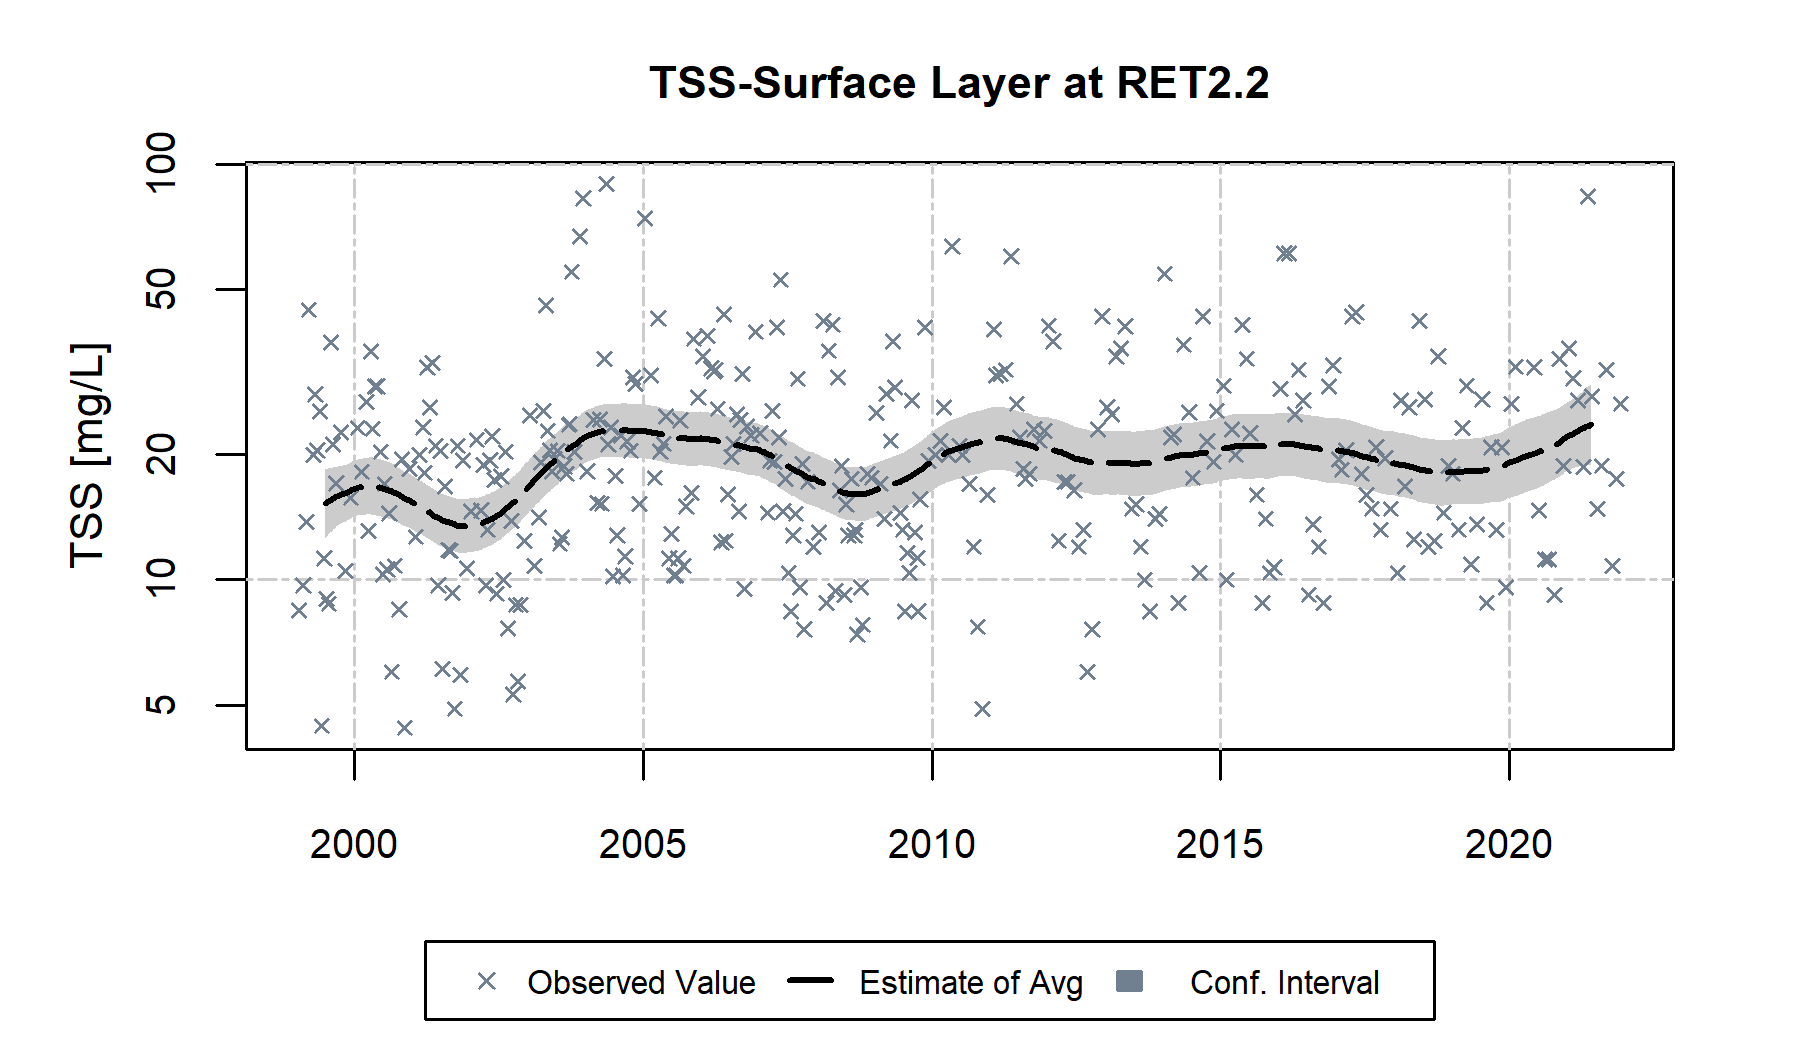 TSS-Surface Layer at RET2.2
TSS [mg/L]
100
50
20
10
5
2000 2005 2010 2015 2020
Observed Value Estimate of Avg Conf. Interval